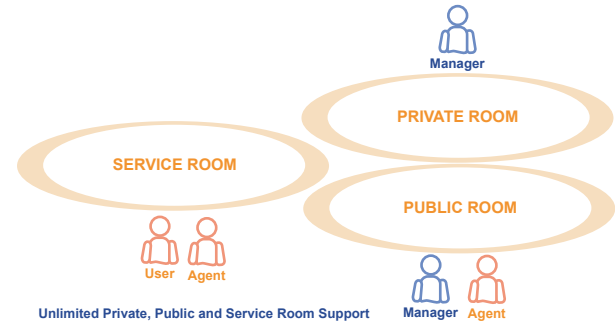 Manager
PRIVATE ROOM
SERVICE ROOM
PUBLIC ROOM
User Agent
Manager Agent
Unlimited Private, Public and Service Room Support